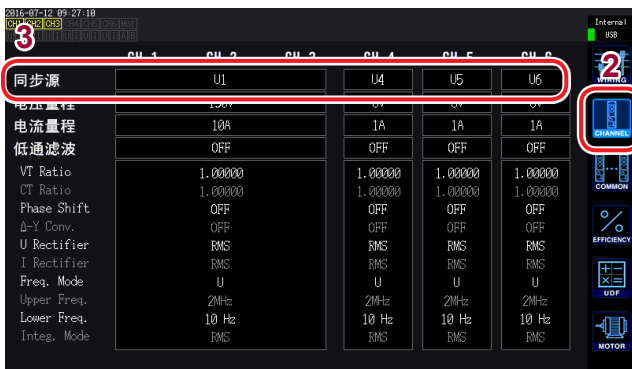 2016-07-12 09:27:10
CH1 CH2 CH3 CH4 CH5 CH6 Mot
Internal
USB
3
CH 1 CH 2 CH 3 CH 4 CH 5 CH 6
2
WIRING
同步源 U1 U4 U5 U6
电压量程 150V 6V 6V 6V
电流量程 10A 1A 1A 1A
CHANNEL
低通滤波 OFF OFF OFF OFF
VT Ratio 1.00000 1.00000 1.00000 1.00000
CT Ratio 1.00000 1.00000 1.00000 1.00000
COMMON
Phase Shift OFF OFF OFF OFF
Δ-Y Conv. OFF OFF OFF OFF
U Rectifier RMS RMS RMS RMS
EFFICIENCY
I Rectifier RMS RMS RMS RMS
Freq. Mode U U U U
Upper Freq. 2MHz 2MHz 2MHz 2MHz
UDF
Lower Freq. 10 Hz 10 Hz 10 Hz 10 Hz
Integ. Mode RMS RMS RMS RMS
MOTOR